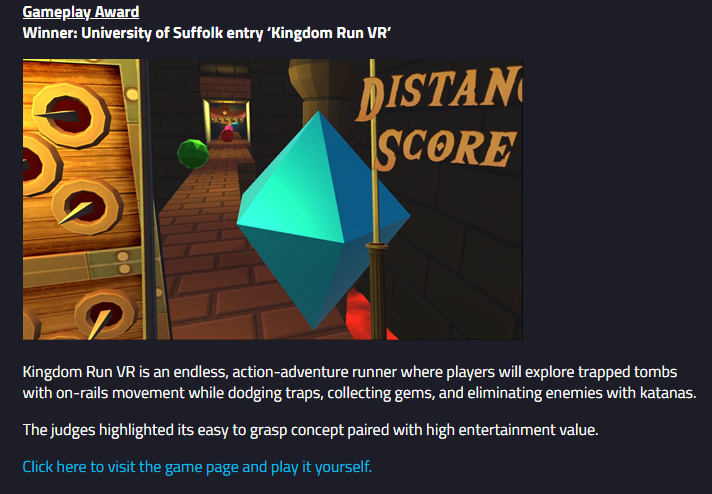 Gameplay Award
Winner: University of Suffolk entry ‘Kingdom Run VR’
DISTANC
SCORE
Kingdom Run VR is an endless, action-adventure runner where players will explore trapped tombs
with on-rails movement while dodging traps, collecting gems, and eliminating enemies with katanas.
The judges highlighted its easy to grasp concept paired with high entertainment value.
Click here to visit the game page and play it yourself.